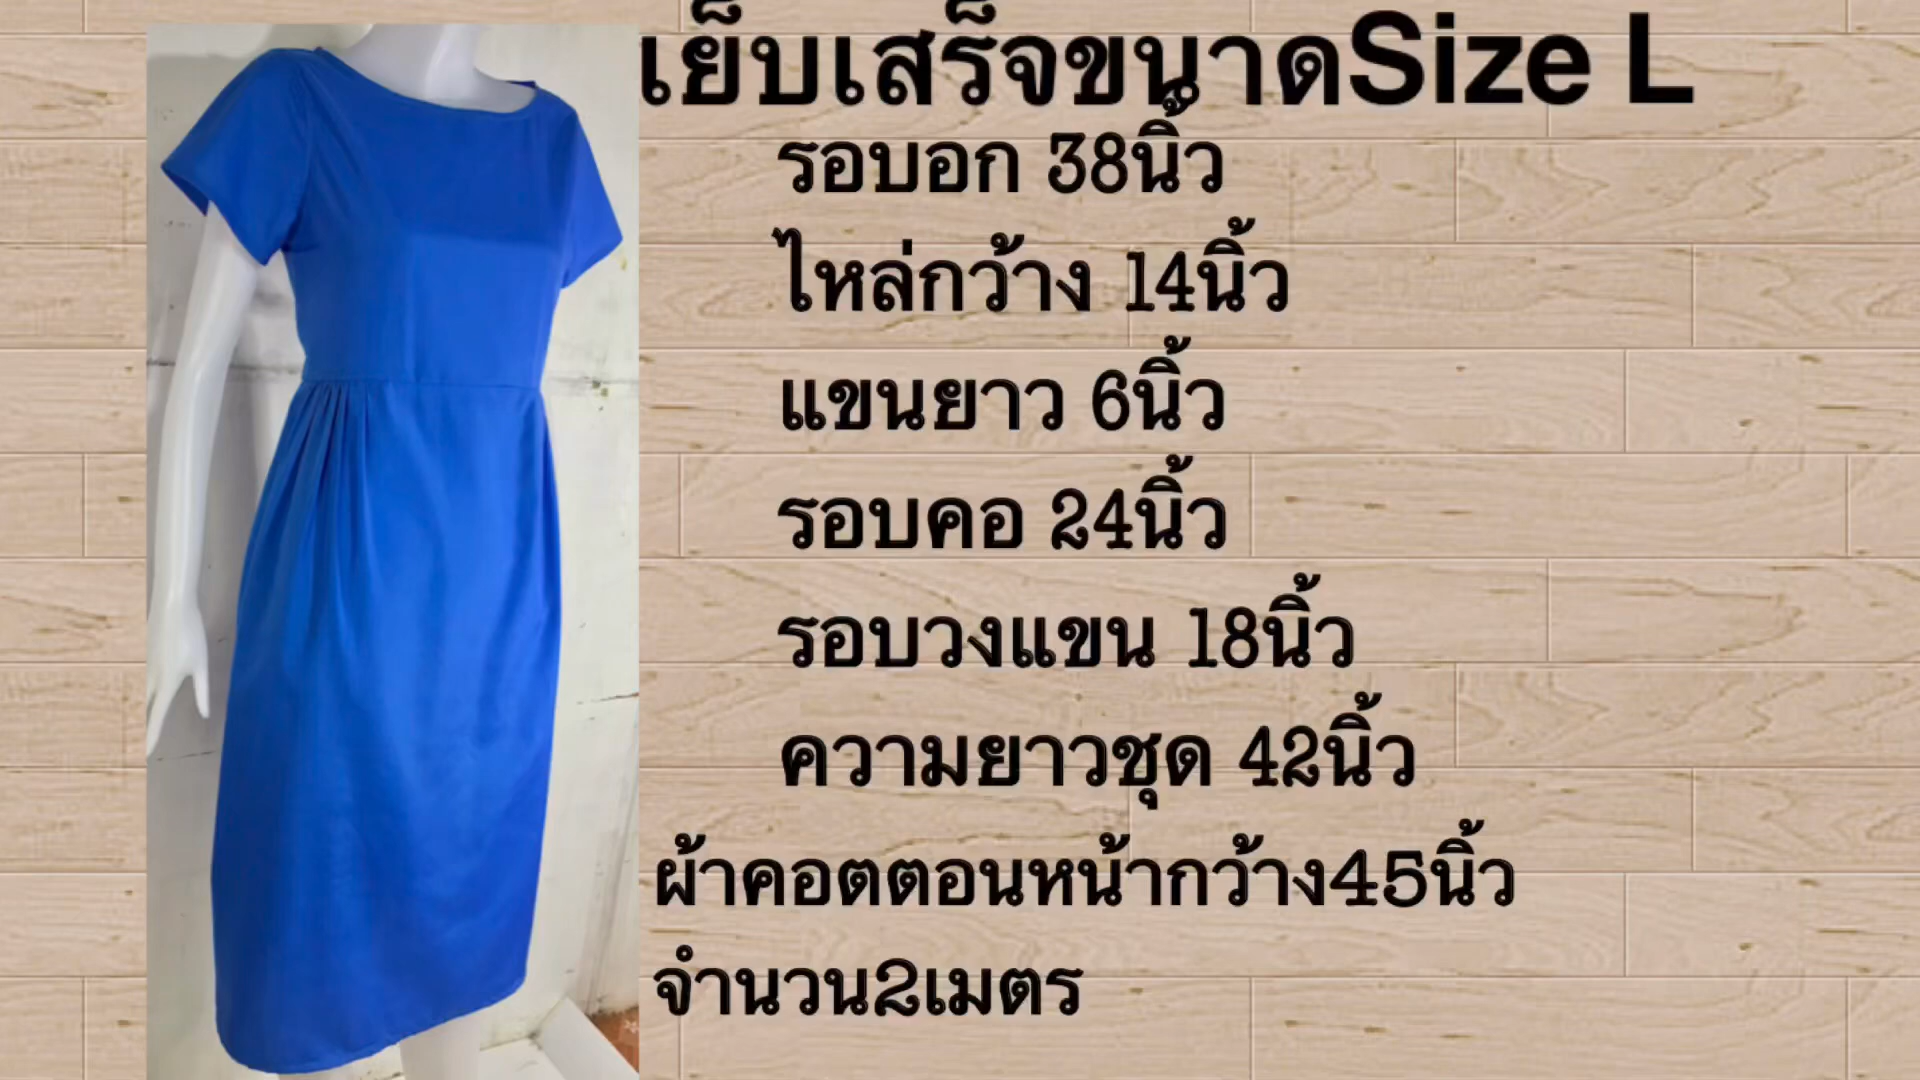 เย็บเสร็จขนาดSize L
รอบอก 38นิ้ว
ไหล่กว้าง 14นิ้ว
แขนยาว 6นิ้ว
รอบคอ 24นิ้ว
รอบวงแขน 18นิ้ว
ความยาวชุด 42นิ้ว
ผ้าคอตตอนหน้ากว้าง45นิ้ว
จำนวน2เมตร